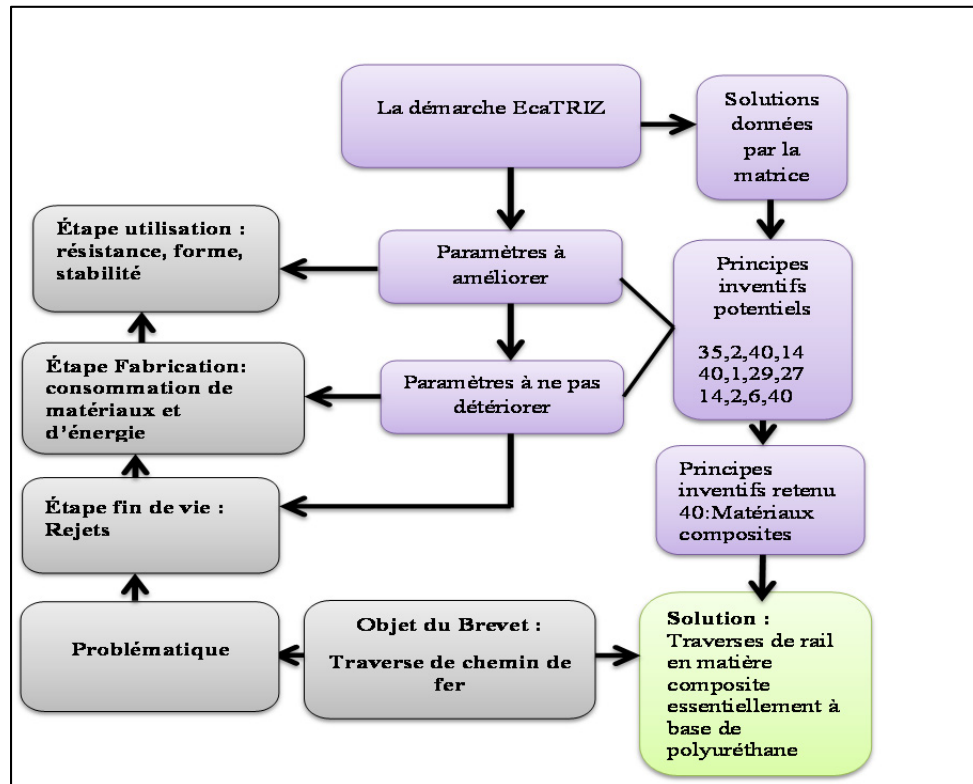 La démarche EcaTRIZ
Solutions
données
par la
matrice
Étape utilisation :
résistance, forme,
stabilité
Paramètres à
améliorer
Principes
inventifs
potentiels
35,2,40,14
40,1,29,27
14,2,6,40
Étape Fabrication:
consommation de
matériaux et
d'énergie
Paramètres à ne pas
détériorer
Principes
inventifs retenu
40:Matériaux
composites
Étape fin de vie :
Rejets
Problématique
Objet du Brevet :
Traverse de chemin de
fer
Solution :
Traverses de rail
en matière
composite
essentiellement à
base de
polyuréthane